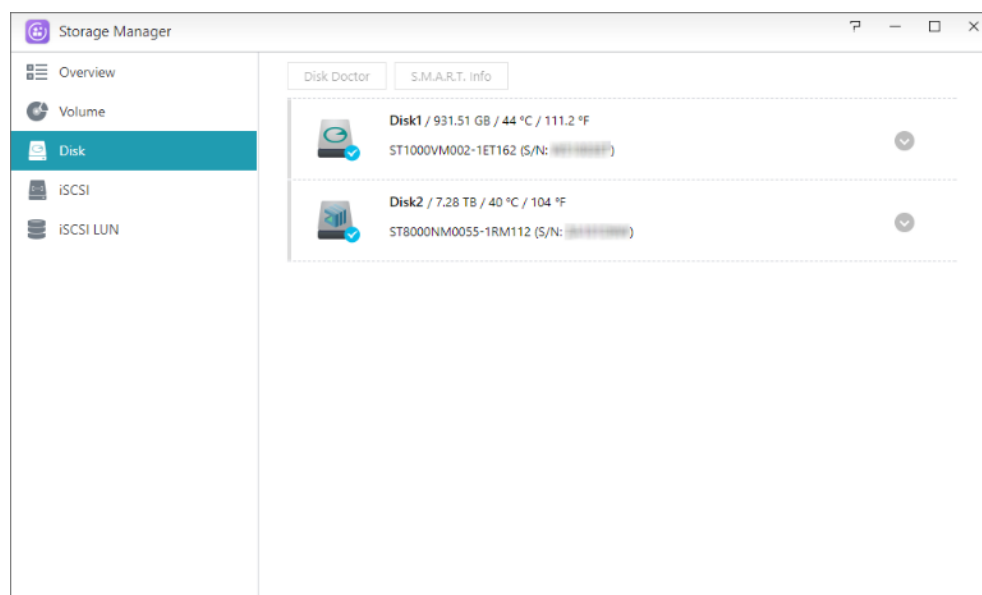 Storage Manager
Overview
Volume
Disk
iSCSI
iSCSI LUN
Disk Doctor
S.M.A.R.T. Info
Disk1 / 931.51 GB / 44 °C / 111.2 °F
ST1000VM002-1ET162 (S/N: )
Disk2 / 7.28 TB / 40 °C / 104 °F
ST8000NM0055-1RM112 (S/N: )